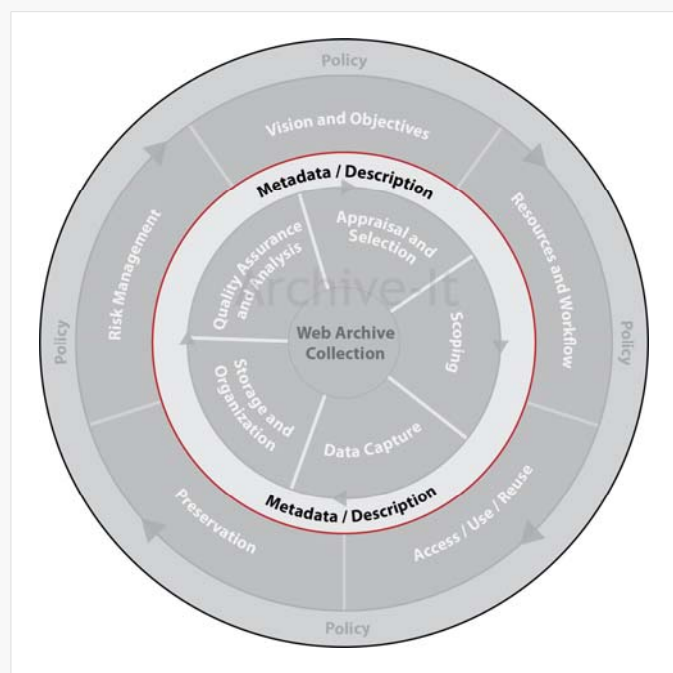 Policy
Vision and Objectives
Metadata / Description
Appraisal and
Selection
Quality Assurance
and Analysis
Risk Management
Resources and Workflow
Archive-It
Policy
Policy
Web Archive
Collection
Scoping
Storage and
Organization
Data Capture
Metadata / Description
Preservation
Access / Use / Reuse
Policy